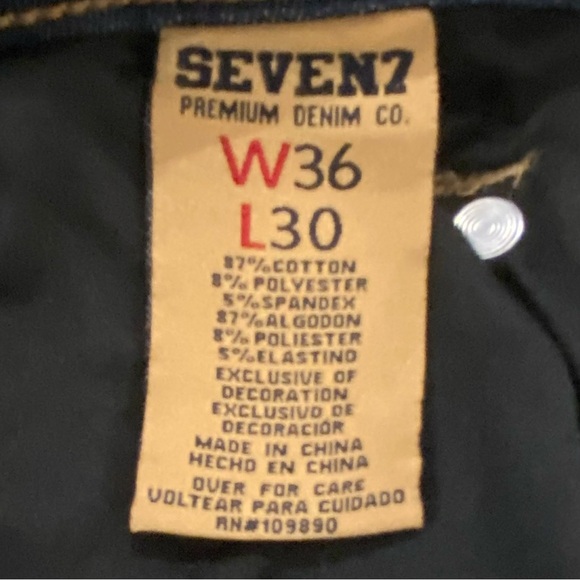 SEVEN7
PREMIUM DENIM CO.
W36
L30
87%COTTON
8% POLYESTER
5%SPANDEX
87%ALGODON
8% POLIESTER
5%ELASTINO
EXCLUSIVE OF
DECORATION
EXCLUSIVO DE
DECORACIÓR
MADE IN CHINA
HECHO EN CHINA
OVER FOR CARE
VOLTEAR PARA CUIDADO
RN#109890